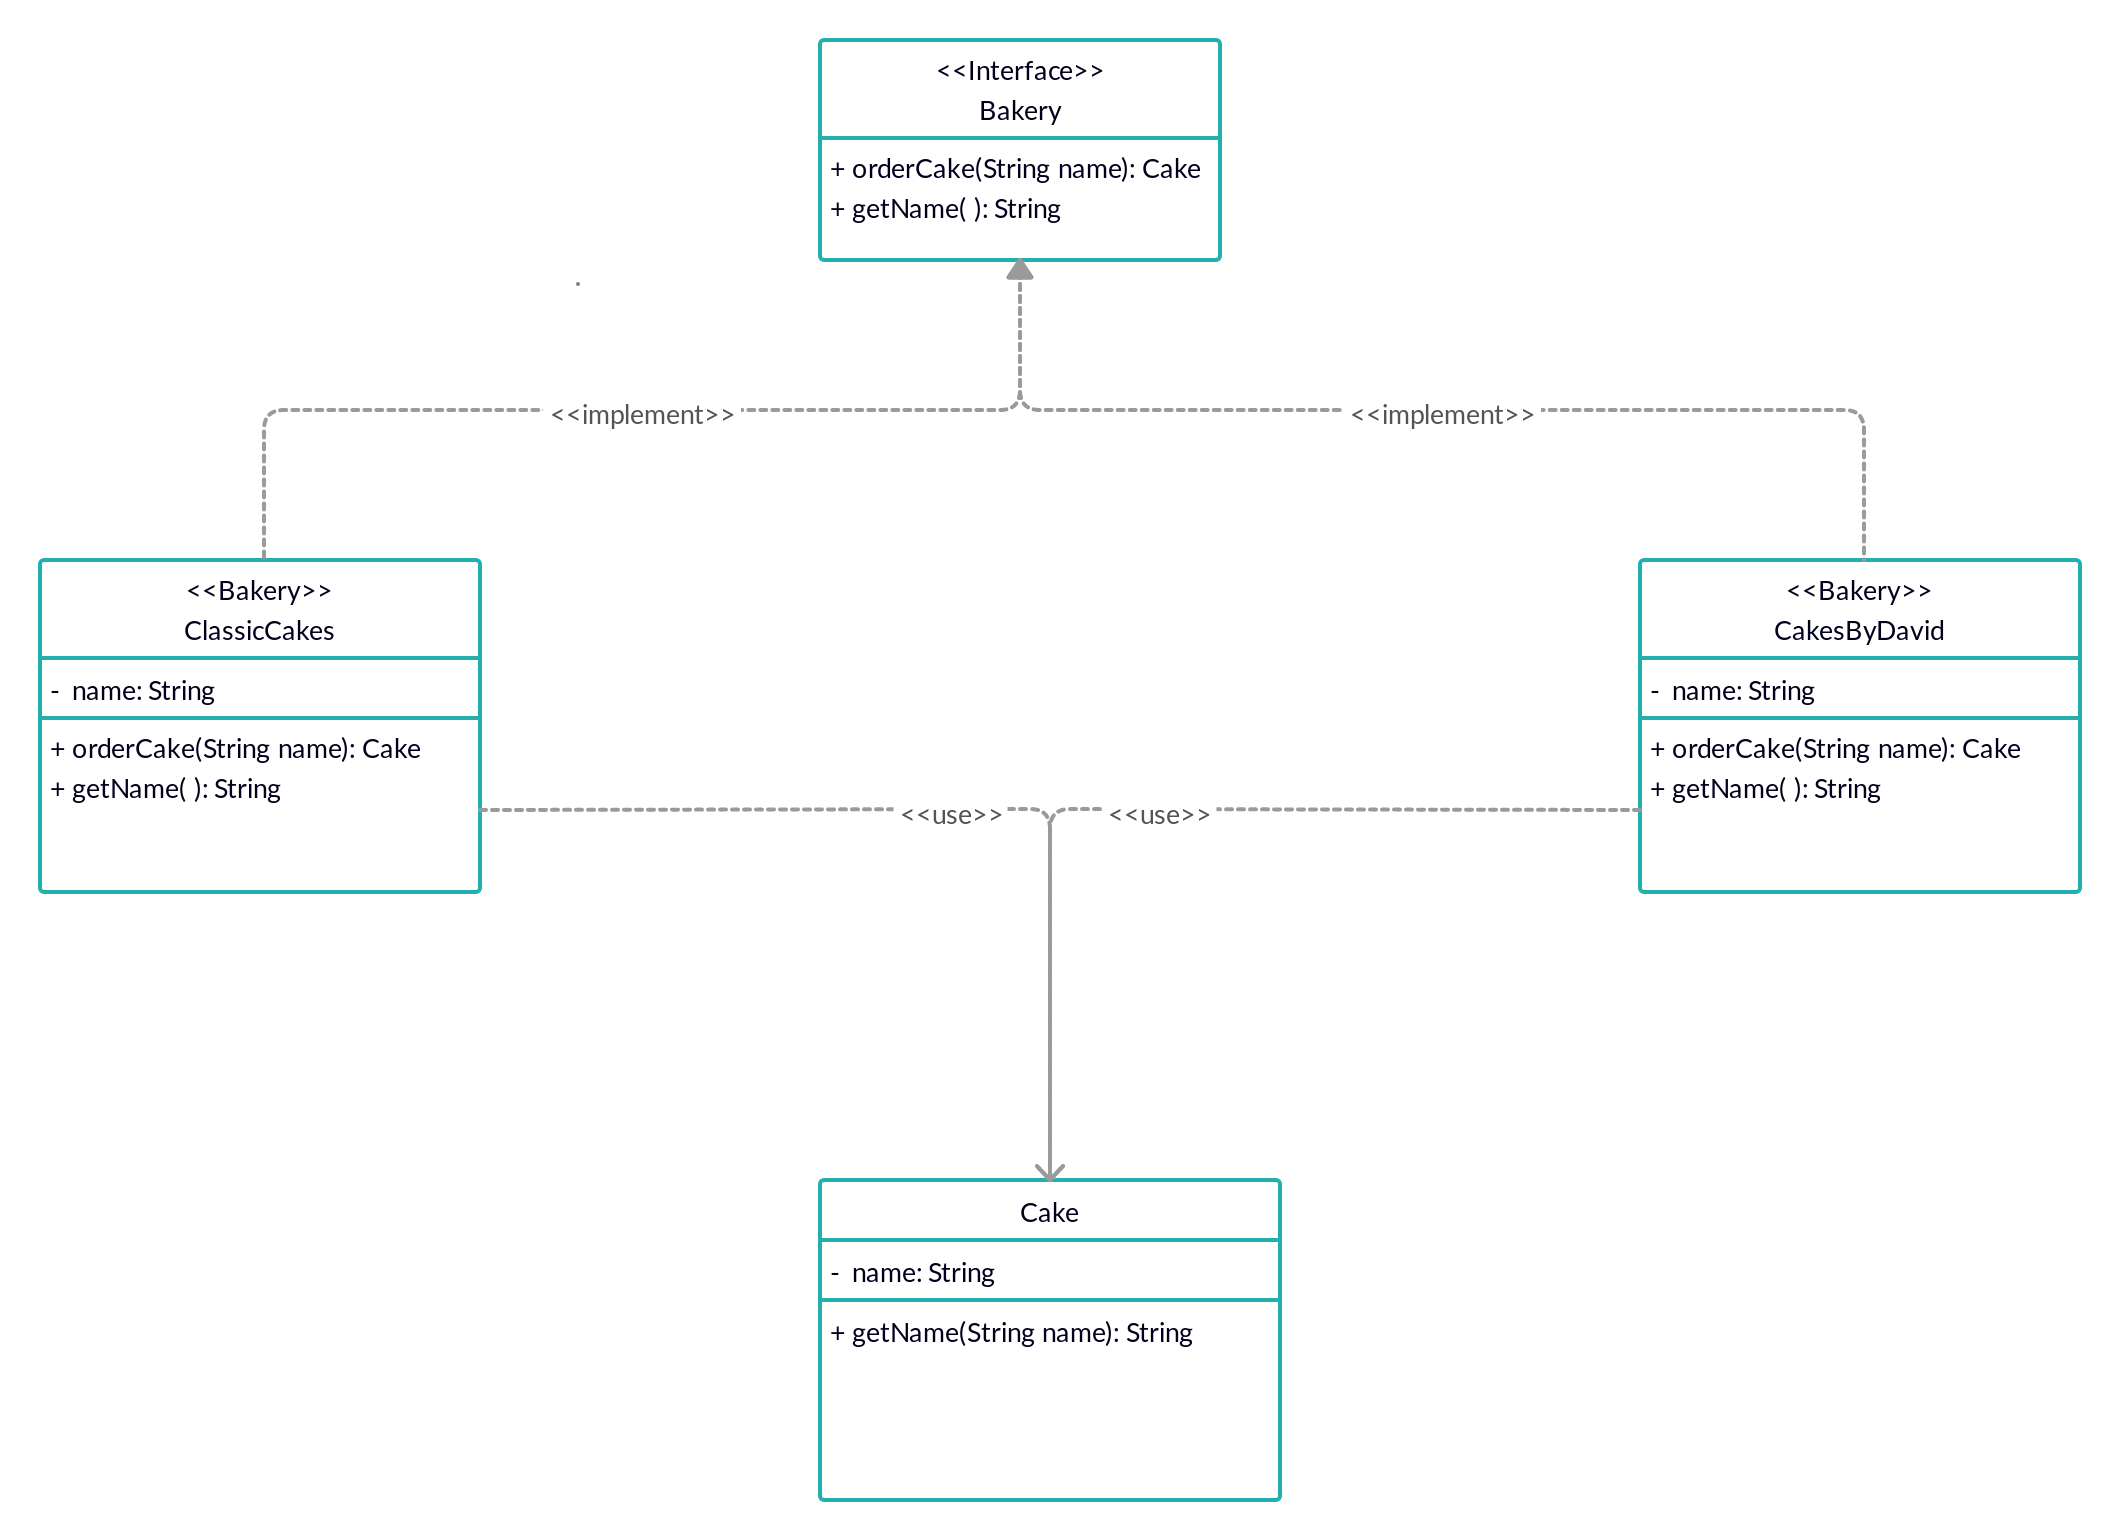 <<Interface>>
Bakery
+ orderCake(String name): Cake
+ getName( ): String
<<implement>>
<<implement>>
<<Bakery>>
ClassicCakes
- name: String
+ orderCake(String name): Cake
+ getName( ): String
<<Bakery>>
CakesByDavid
- name: String
+ orderCake(String name): Cake
+ getName( ): String
<<use>>
<<use>>
Cake
- name: String
+ getName(String name): String